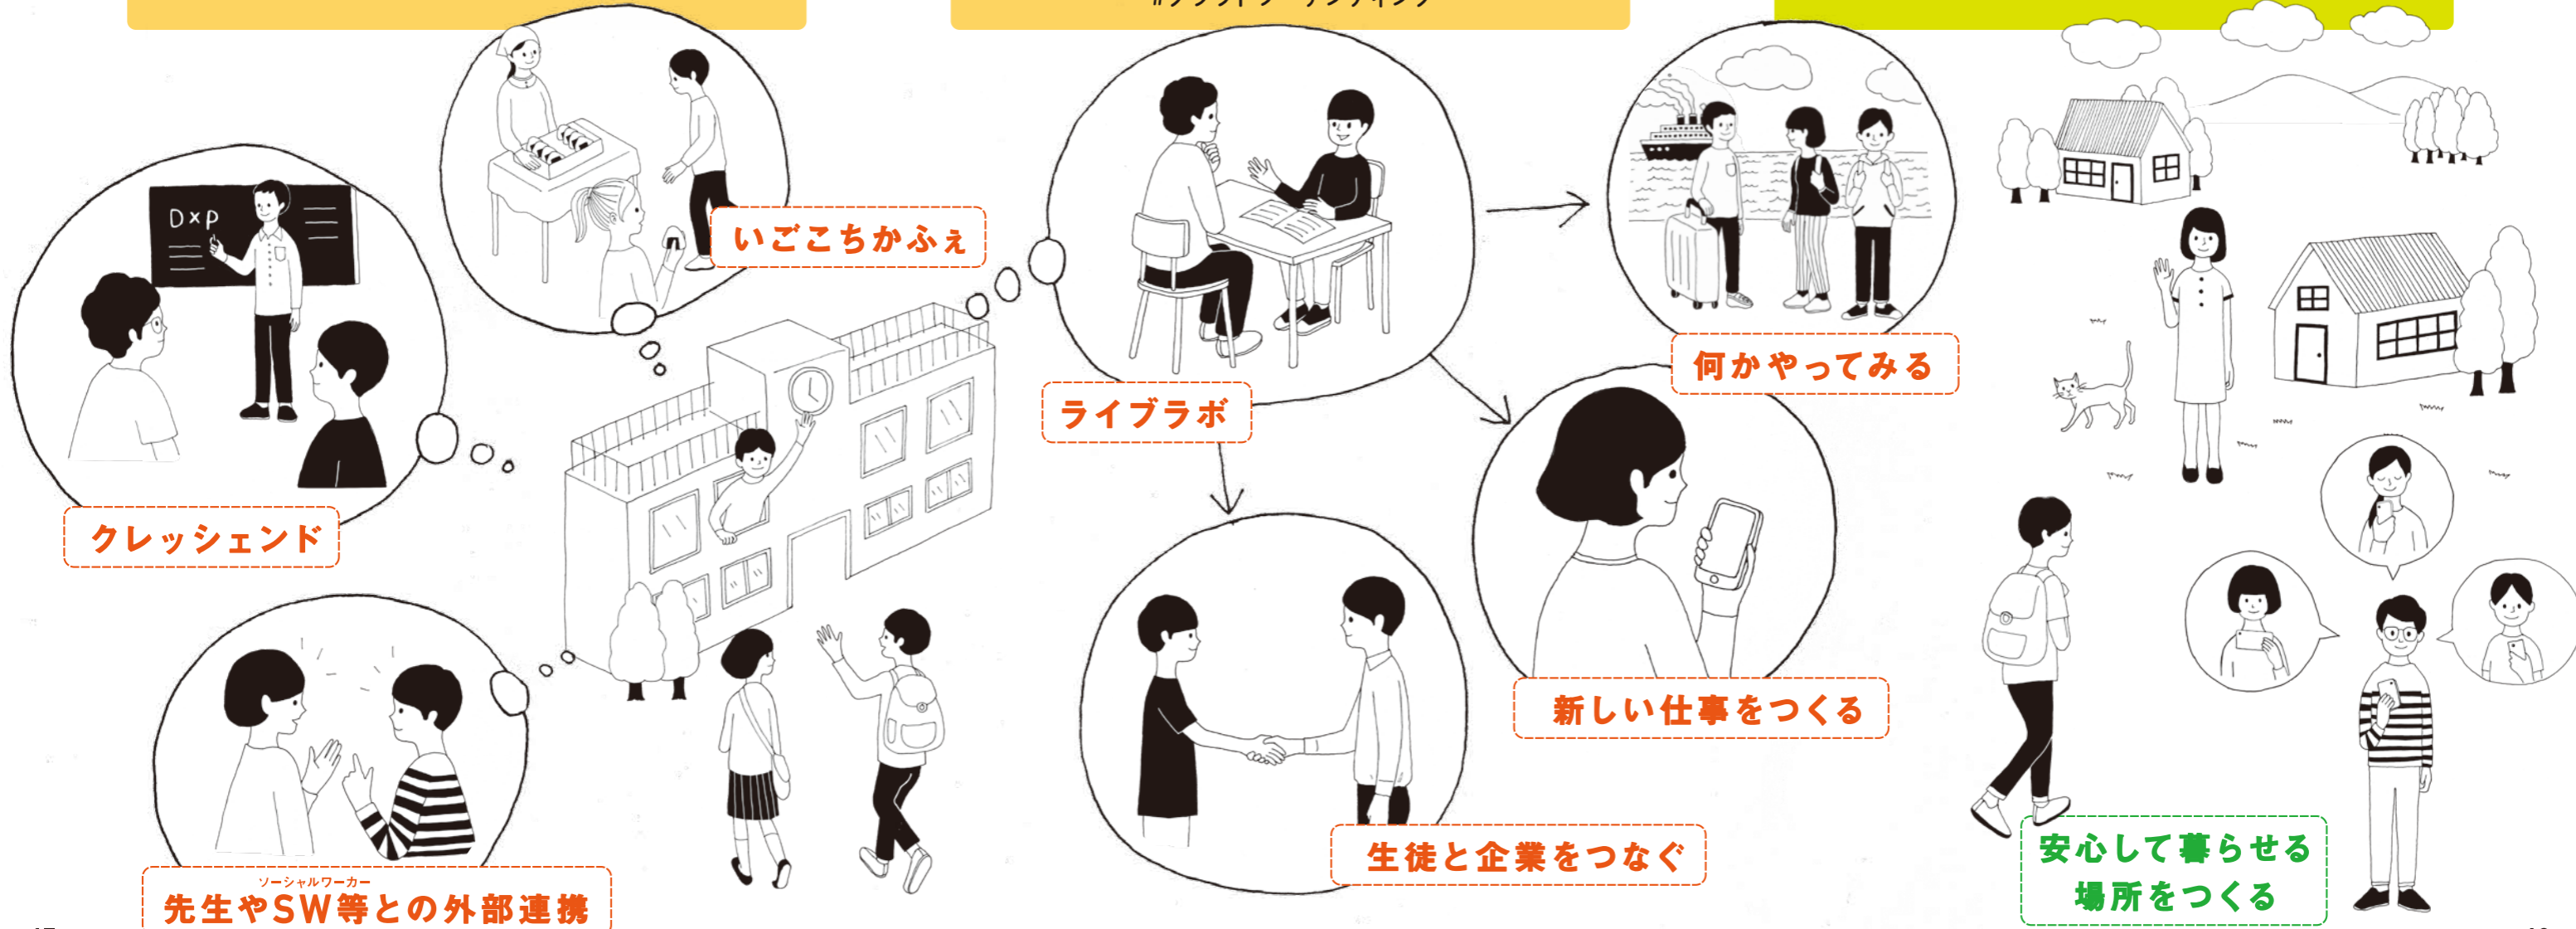 D×P
いごこちかふぇ
クレッシェンド
ソーシャルワーカー
先生やSW等との外部連携
ライブラボ
何かやってみる
新しい仕事をつくる
生徒と企業をつなぐ
安心して暮らせる
場所をつくる